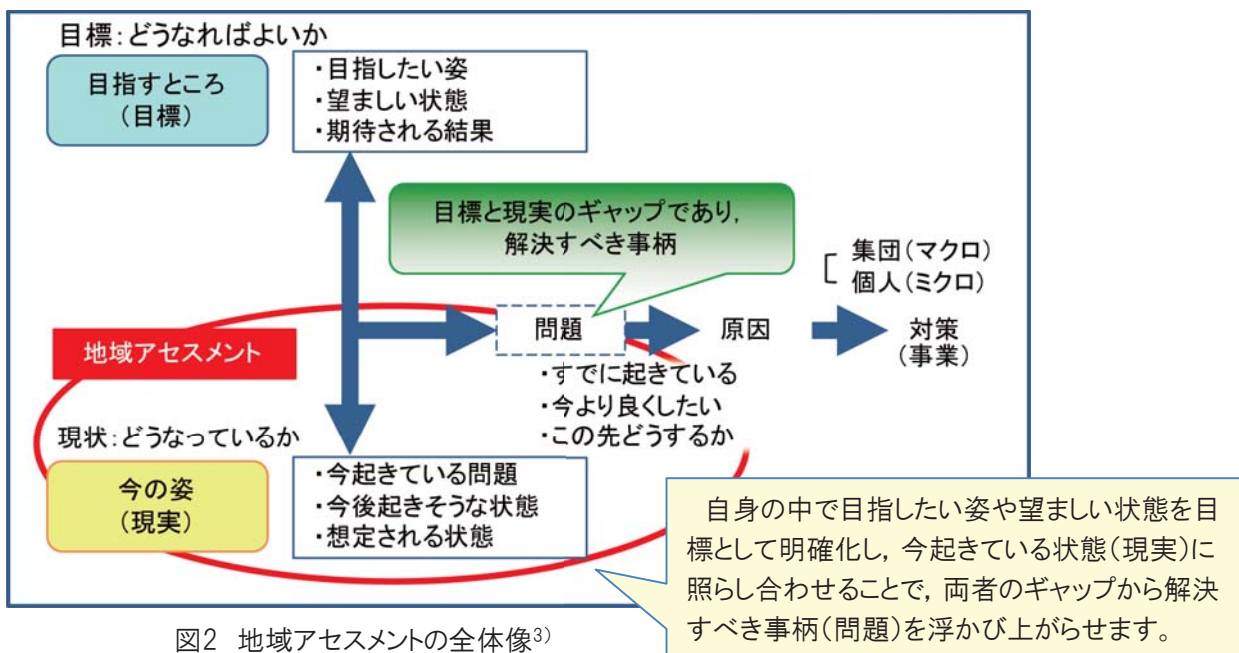 目標：どうなればよいか
目指すところ
（目標）
・目指したい姿
・望ましい状態
・期待される結果
目標と現実のギャップであり，
解決すべき事柄
集団（マクロ）
個人（ミクロ）
問題
原因
対策
（事業）
地域アセスメント
・すでに起きている
・今より良くしたい
・この先どうするか
現状：どうなっているか
今の姿
（現実）
・今起きている問題
・今後起きそうな状態
・想定される状態
自身の中で目指したい姿や望ましい状態を目
標として明確化し，今起きている状態（現実）に
照らし合わせることで，両者のギャップから解決
すべき事柄（問題）を浮かび上がらせます。
図2　地域アセスメントの全体像3）